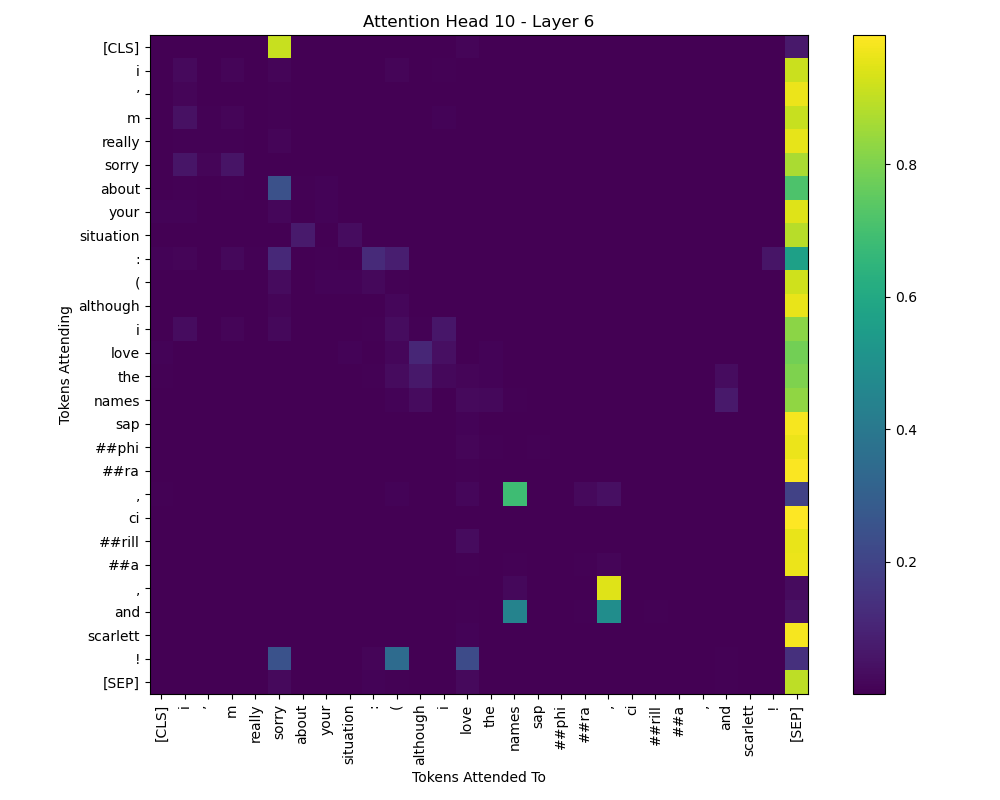 Attention Head 10 - Layer 6
Tokens Attending
[CLS]
i
’
m
really
sorry
about
your
situation
:
(
although
i
love
the
names
sap
##phi
##ra
,
ci
##rill
##a
,
and
scarlett
!
[SEP]
[CLS]
i
’
m
really
sorry
about
your
situation
:
(
although
i
love
the
names
sap
##phi
##ra
,
ci
##rill
##a
,
and
scarlett
!
[SEP]
Tokens Attended To
0.8
0.6
0.4
0.2